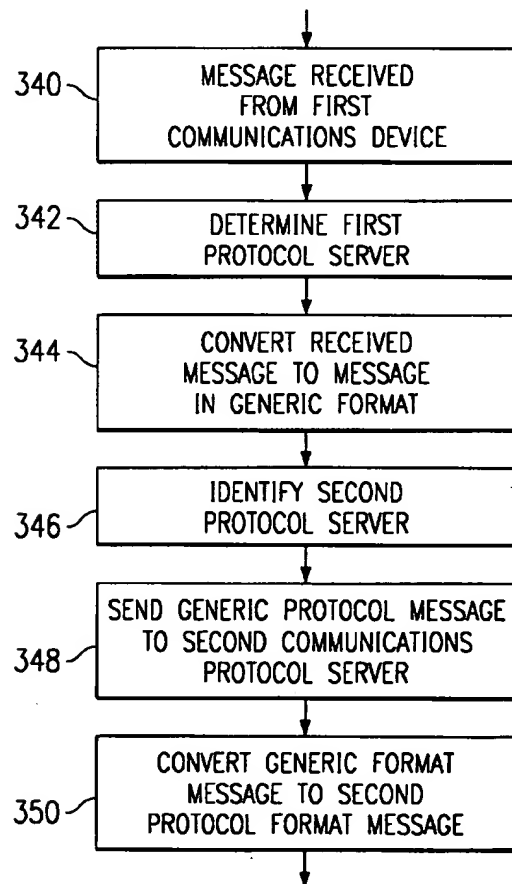 340
MESSAGE RECEIVED
FROM FIRST
COMMUNICATIONS DEVICE
342
DETERMINE FIRST
PROTOCOL SERVER
344
CONVERT RECEIVED
MESSAGE TO MESSAGE
IN GENERIC FORMAT
346
IDENTIFY SECOND
PROTOCOL SERVER
348
SEND GENERIC PROTOCOL MESSAGE
TO SECOND COMMUNICATIONS
PROTOCOL SERVER
350
CONVERT GENERIC FORMAT
MESSAGE TO SECOND
PROTOCOL FORMAT MESSAGE